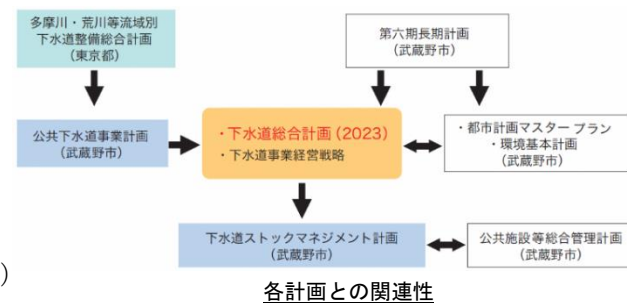 多摩川・荒川等流域別
下水道整備総合計画
(東京都)
第六期長期計画
(武蔵野市)
公共下水道事業計画
(武蔵野市)
・下水道総合計画(2023)
・下水道事業経営戦略
・都市計画マスタープラン
・環境基本計画
(武蔵野市)
下水道ストックマネジメント計画
(武蔵野市)
公共施設等総合管理計画
(武蔵野市)
)
各計画との関連性